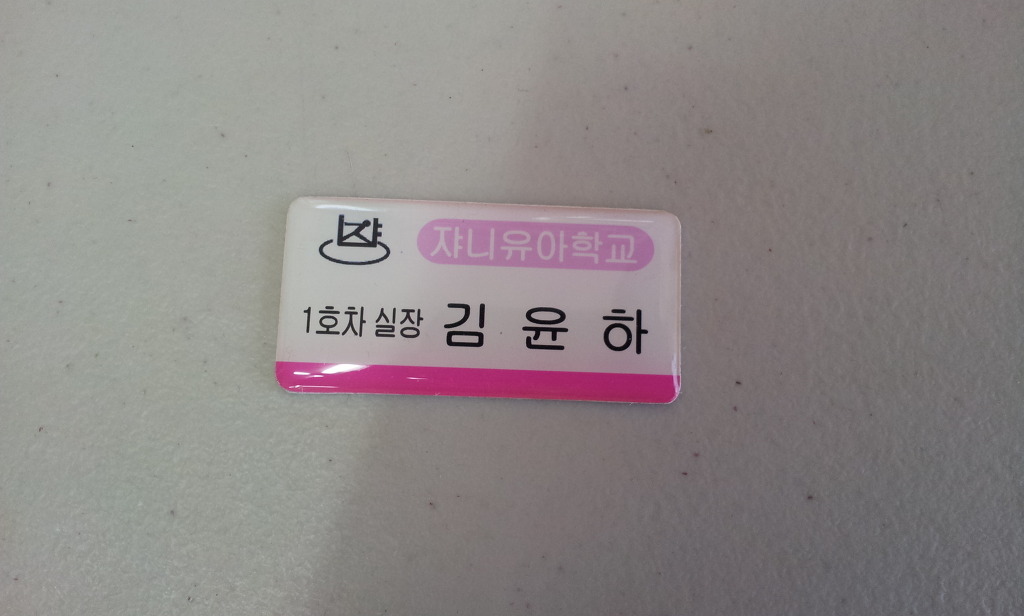 쟈니유아학교
1호차 실장 김 윤 하